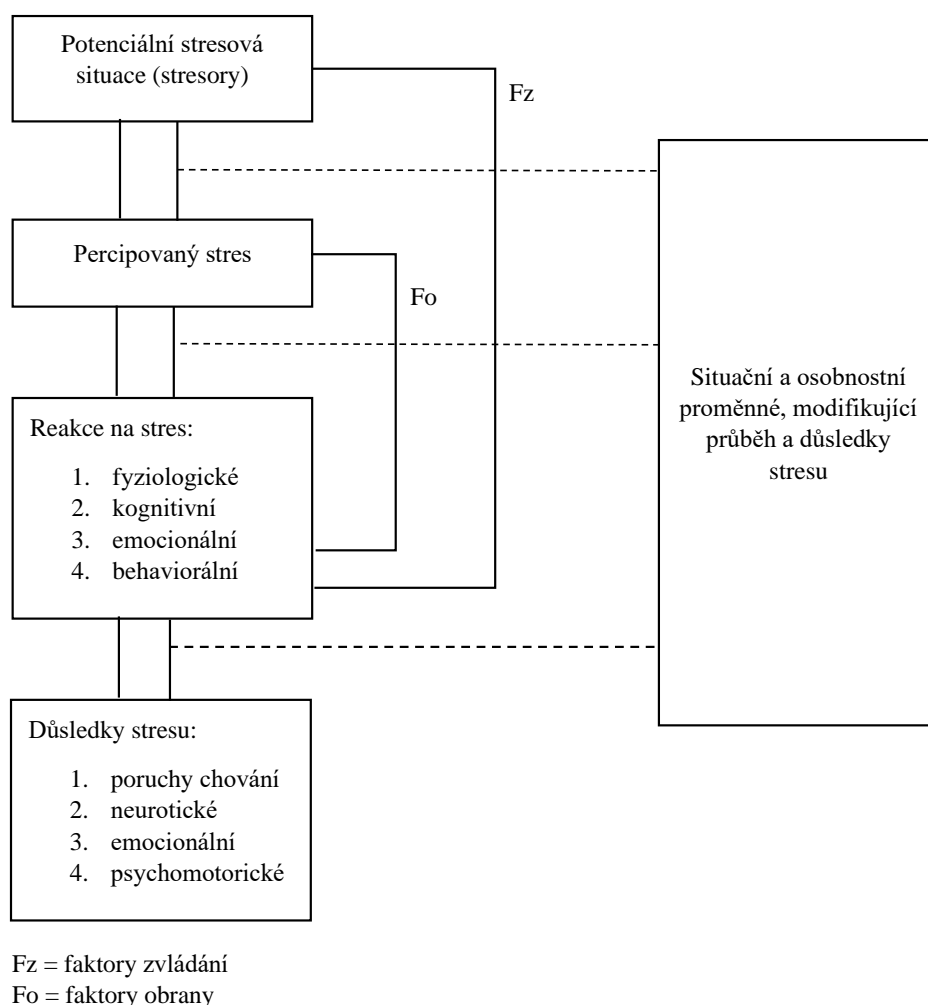 Potenciální stresová
situace (stresory)
Fz
Percipovaný stres
Fo
Situační a osobnostní
proměnné, modifikující
průběh a důsledky
stresu
Reakce na stres:
1. fyziologické
2. kognitivní
3. emocionální
4. behaviorální
Důsledky stresu:
1. poruchy chování
2. neurotické
3. emocionální
4. psychomotorické
Fz = faktory zvládání
Fo = faktory obrany